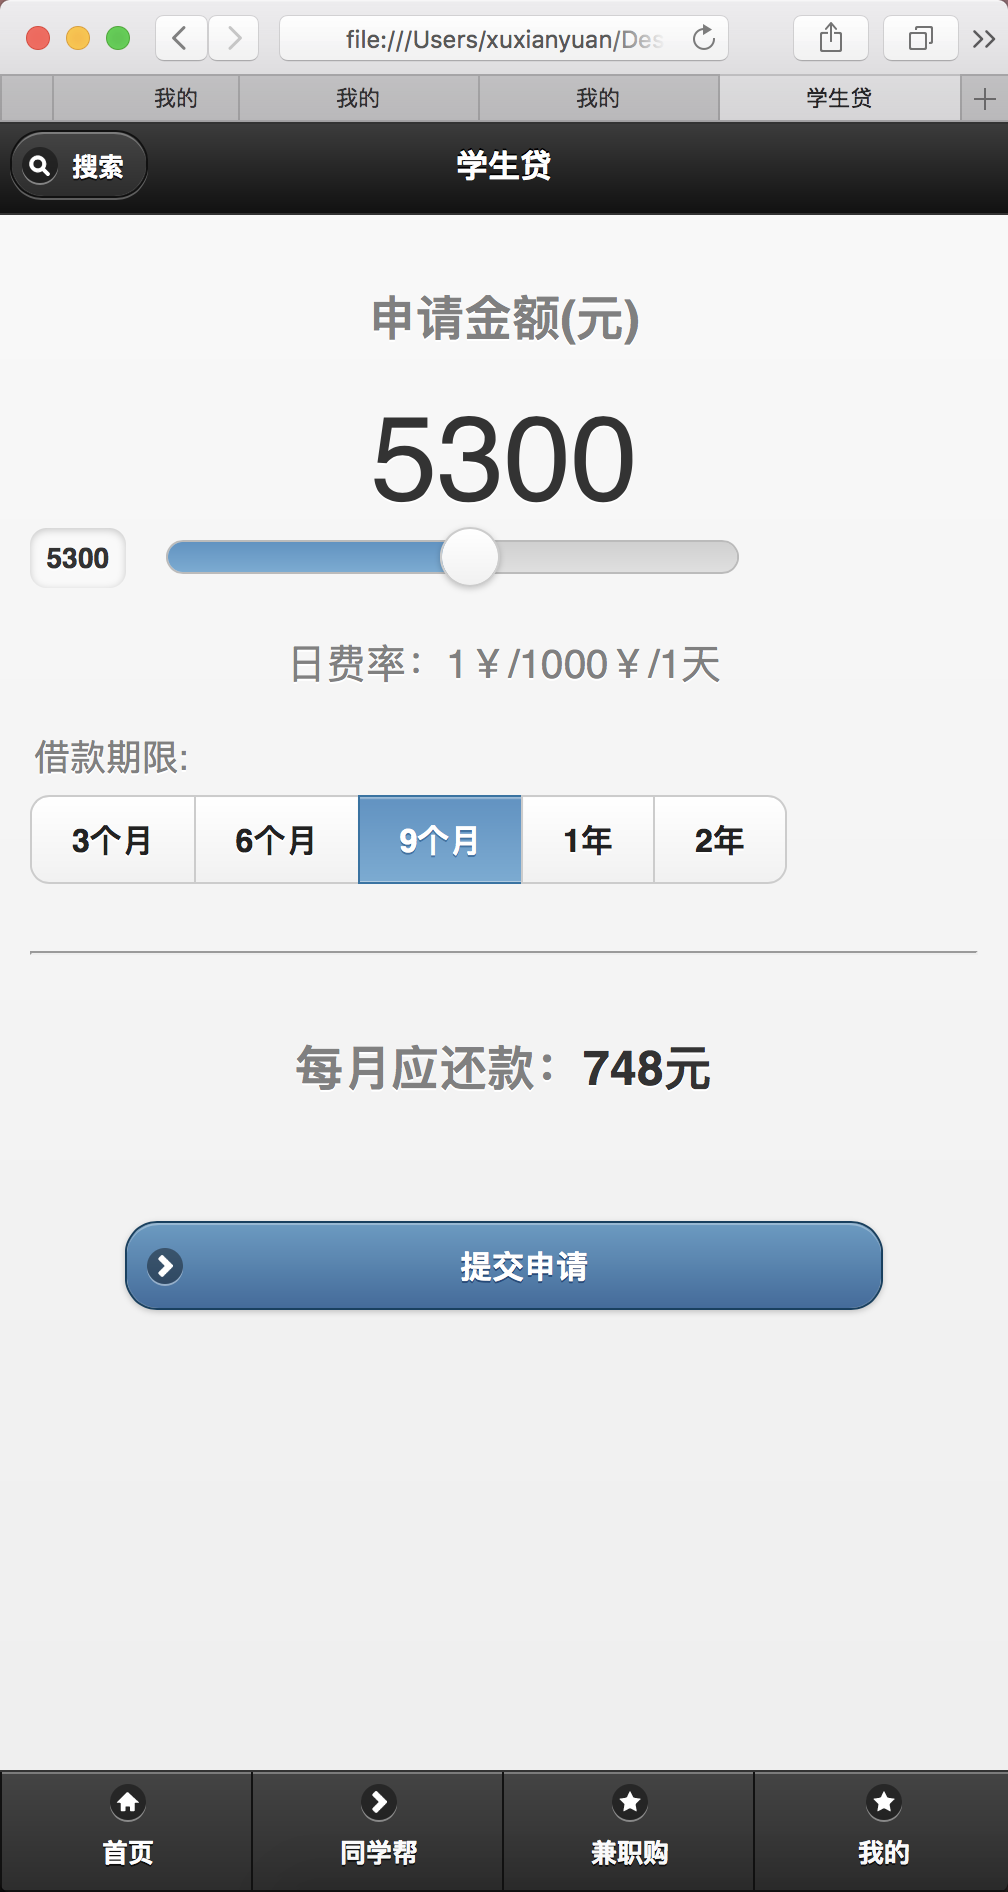 file:///Users/xuxianyuan/Des
我的 我的 我的 学生贷
搜索 学生贷
申请金额(元)
5300
5300
日费率：1￥/1000￥/1天
借款期限:
3个月 6个月 9个月 1年 2年
每月应还款：748元
提交申请
首页 同学帮 兼职购 我的